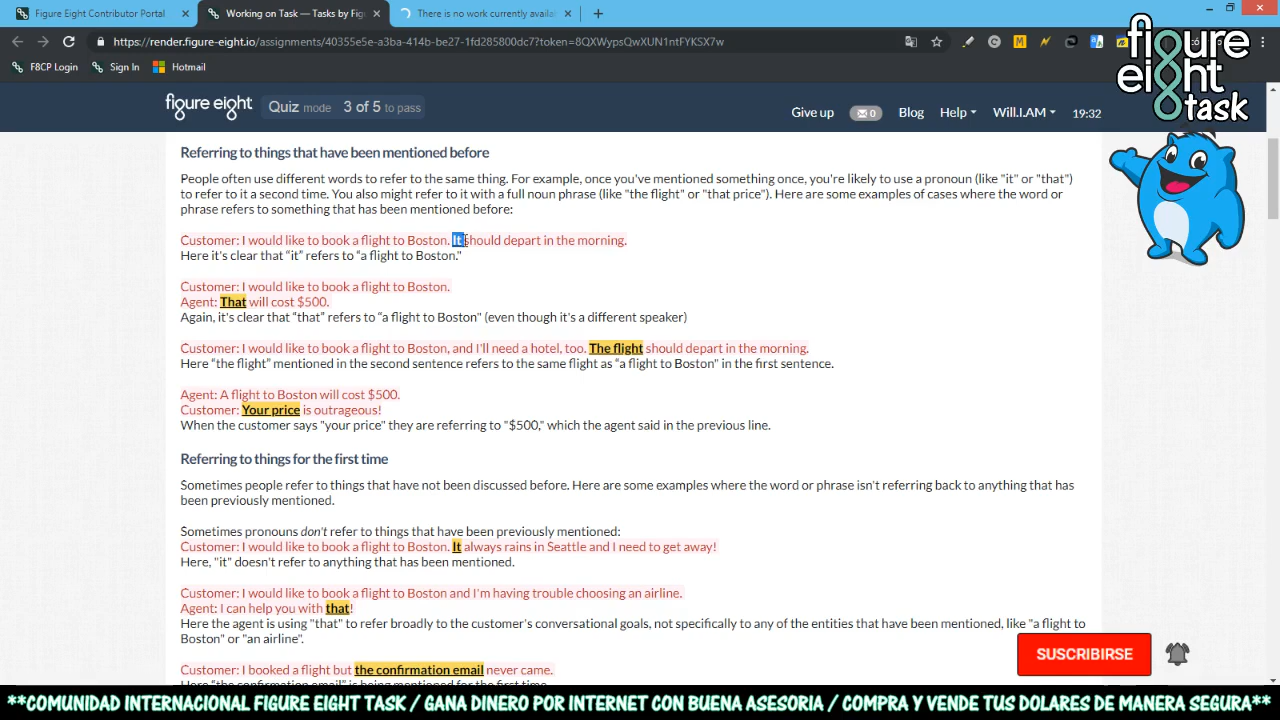 Figure Eight Contributor Portal
Working on Task — Tasks by Fig
There is no work currently availa
https://render.figure-eight.io/assignments/40355e5e-a3ba-414b-be27-1fd285800dc7?token=8QXWypsQwXUN1ntFYKSX7w
F8CP Login
Sign In
Hotmail
figure eight task
figure eight
Quiz mode 3 of 5 to pass
Give up
0
Blog
Help
Will.I.AM
19:32
Referring to things that have been mentioned before
People often use different words to refer to the same thing. For example, once you've mentioned something once, you're likely to use a pronoun (like "it" or "that")
to refer to it a second time. You also might refer to it with a full noun phrase (like "the flight" or "that price"). Here are some examples of cases where the word or
phrase refers to something that has been mentioned before:
Customer: I would like to book a flight to Boston. It should depart in the morning.
Here it's clear that “it” refers to “a flight to Boston."
Customer: I would like to book a flight to Boston.
Agent: That will cost $500.
Again, it's clear that “that” refers to “a flight to Boston" (even though it's a different speaker)
Customer: I would like to book a flight to Boston, and I'll need a hotel, too. The flight should depart in the morning.
Here “the flight” mentioned in the second sentence refers to the same flight as “a flight to Boston” in the first sentence.
Agent: A flight to Boston will cost $500.
Customer: Your price is outrageous!
When the customer says "your price" they are referring to "$500," which the agent said in the previous line.
Referring to things for the first time
Sometimes people refer to things that have not been discussed before. Here are some examples where the word or phrase isn't referring back to anything that has
been previously mentioned.
Sometimes pronouns don't refer to things that have been previously mentioned:
Customer: I would like to book a flight to Boston. It always rains in Seattle and I need to get away!
Here, "it" doesn't refer to anything that has been mentioned.
Customer: I would like to book a flight to Boston and I'm having trouble choosing an airline.
Agent: I can help you with that!
Here the agent is using "that" to refer broadly to the customer's conversational goals, not specifically to any of the entities that have been mentioned, like "a flight to
Boston" or "an airline".
Customer: I booked a flight but the confirmation email never came.
Here "the confirmation email" is being mentioned for the first time
SUSCRIBIRSE
**COMUNIDAD INTERNACIONAL FIGURE EIGHT TASK / GANA DINERO POR INTERNET CON BUENA ASESORIA / COMPRA Y VENDE TUS DOLARES DE MANERA SEGURA**